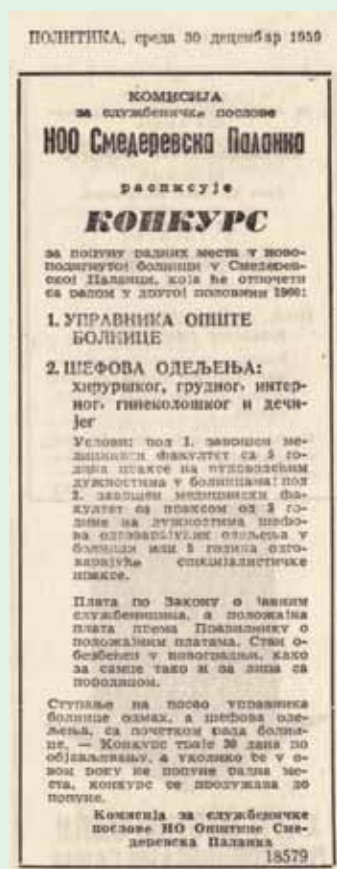 ПОЛИТИКА, среда 30 децембар 1959
КОМИСИЈА
за службеничке послове
НОО Смедеревска Паланка
расписује
КОНКУРС
за попуну радних места у ново-
подигнутој болници у Смедерев-
ској Паланци, која ће отпочети
са радом у другој половини 1960:
1. УПРАВНИКА ОПШТЕ
БОЛНИЦЕ
2. ШЕФОВА ОДЕЉЕЊА:
хируршког, грудног, интер-
ног, гинеколошког и дечи-
јег
Услови: под 1. завршен ме-
дицински факултет са 5 го-
дина праксе на руководећим
дужностима у болницама; под
2. завршен медицински фа-
култет са праксом од 3 го-
дине на дужностима шефо-
ва одговарајућих одељења у
болници или 5 година одго-
варајуће специјалистичке
праксе.
Плата по Закону о јавним
службеницима, а положајна
плата према Правилнику о
положајним платама. Стан о-
безбеђен у новоградњи, како
за самце тако и за лица са
породицом.
Ступање на посао управника
болнице одмах, а шефова оде-
љења, са почетком рада болни-
це. — Конкурс траје 30 дана по
објављивању, а уколико се у о-
вом року не попуне радна ме-
ста, конкурс се продужава до
попуне.
Комисија за службеничке
послове НО Општине Сме-
деревска Паланка
18579